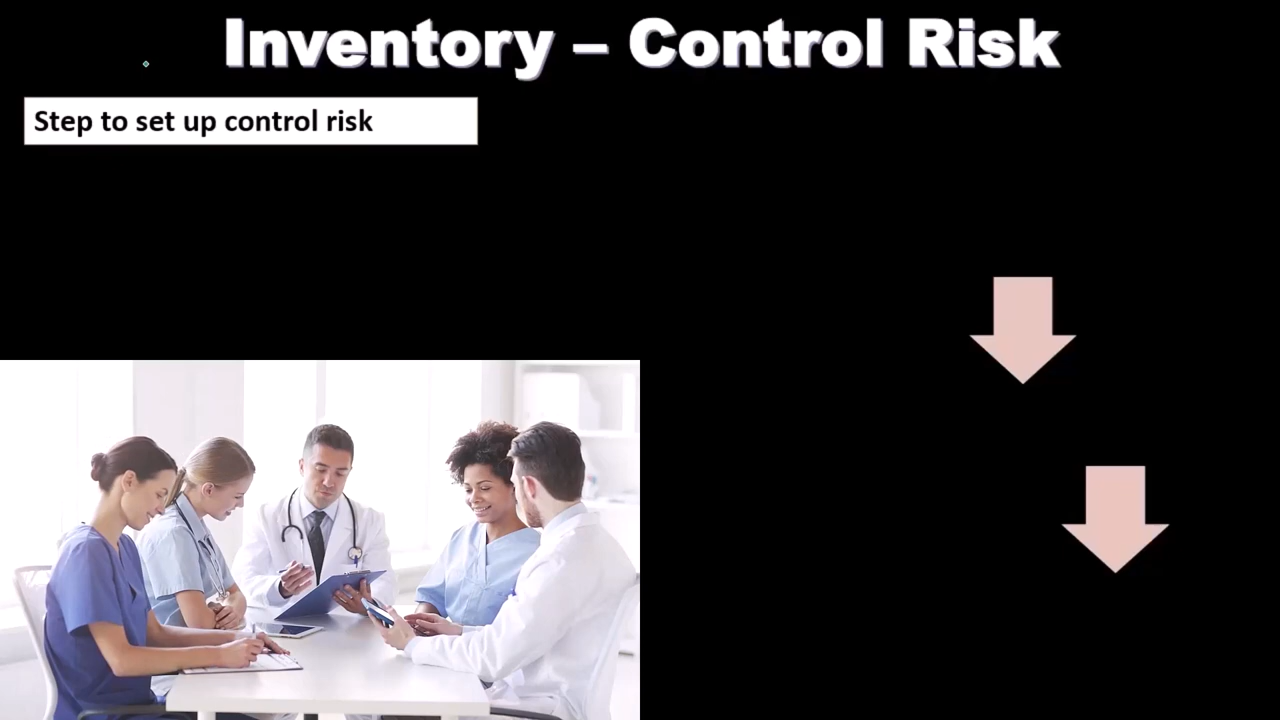 Inventory – Control Risk
Step to set up control risk